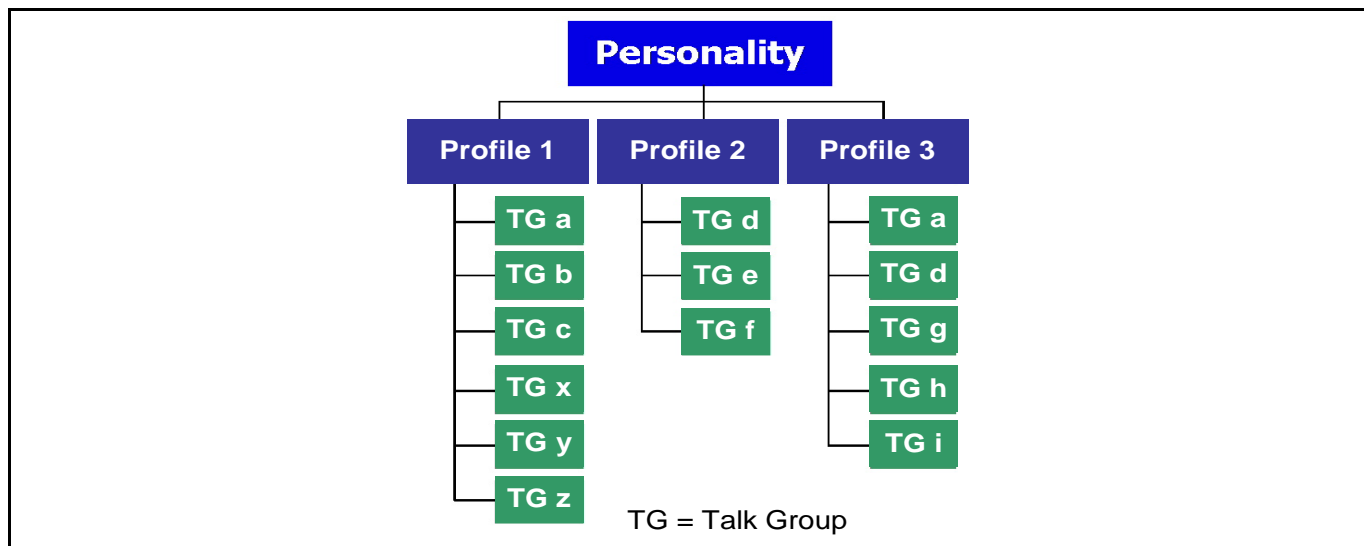 Personality
Profile 1
Profile 2
Profile 3
TG a
TG b
TG c
TG x
TG y
TG z
TG d
TG e
TG f
TG a
TG d
TG g
TG h
TG i
TG = Talk Group